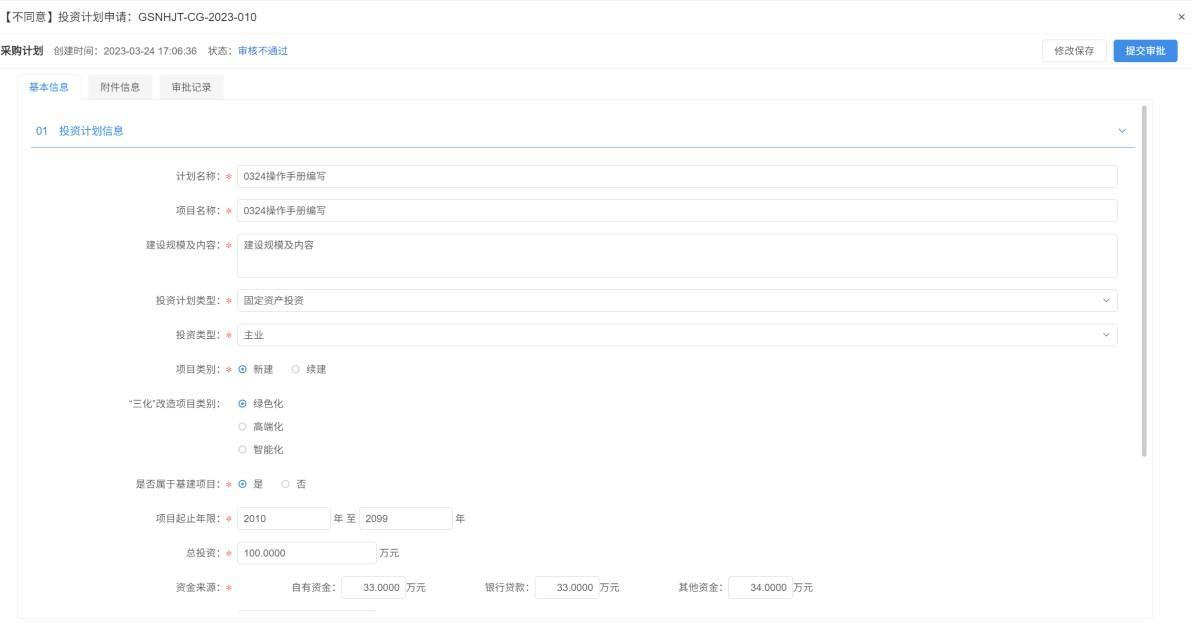 【不同意】投资计划申请：GSNHJT-CG-2023-010 ×
采购计划 创建时间：2023-03-24 17:06:36 状态：审核不通过 修改保存 提交审批
基本信息 附件信息 审批记录
01 投资计划信息
计划名称：* 0324操作手册编写
项目名称：* 0324操作手册编写
建设规模及内容：* 建设规模及内容
投资计划类型：* 固定资产投资
投资类型：* 主业
项目类别：* 新建 续建
“三化”改造项目类别： 绿色化
高端化
智能化
是否属于基建项目：* 是 否
项目起止年限：* 2010 年 至 2099 年
总投资：* 100.0000 万元
资金来源：* 自有资金： 33.0000 万元 银行贷款： 33.0000 万元 其他资金： 34.0000 万元